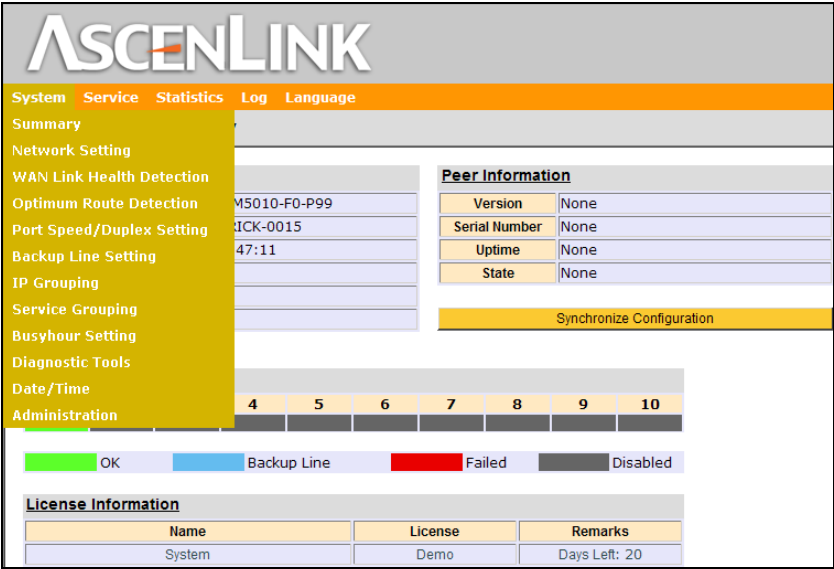 ASCENLINK
System Service Statistics Log Language
Summary
Network Setting
WAN Link Health Detection
Optimum Route Detection
Port Speed/Duplex Setting
Backup Line Setting
IP Grouping
Service Grouping
Busyhour Setting
Diagnostic Tools
Date/Time
Administration
M5010-F0-P99
RICK-0015
47:11
Peer Information
Version None
Serial Number None
Uptime None
State None
Synchronize Configuration
4 5 6 7 8 9 10
OK Backup Line Failed Disabled
License Information
Name License Remarks
System Demo Days Left: 20